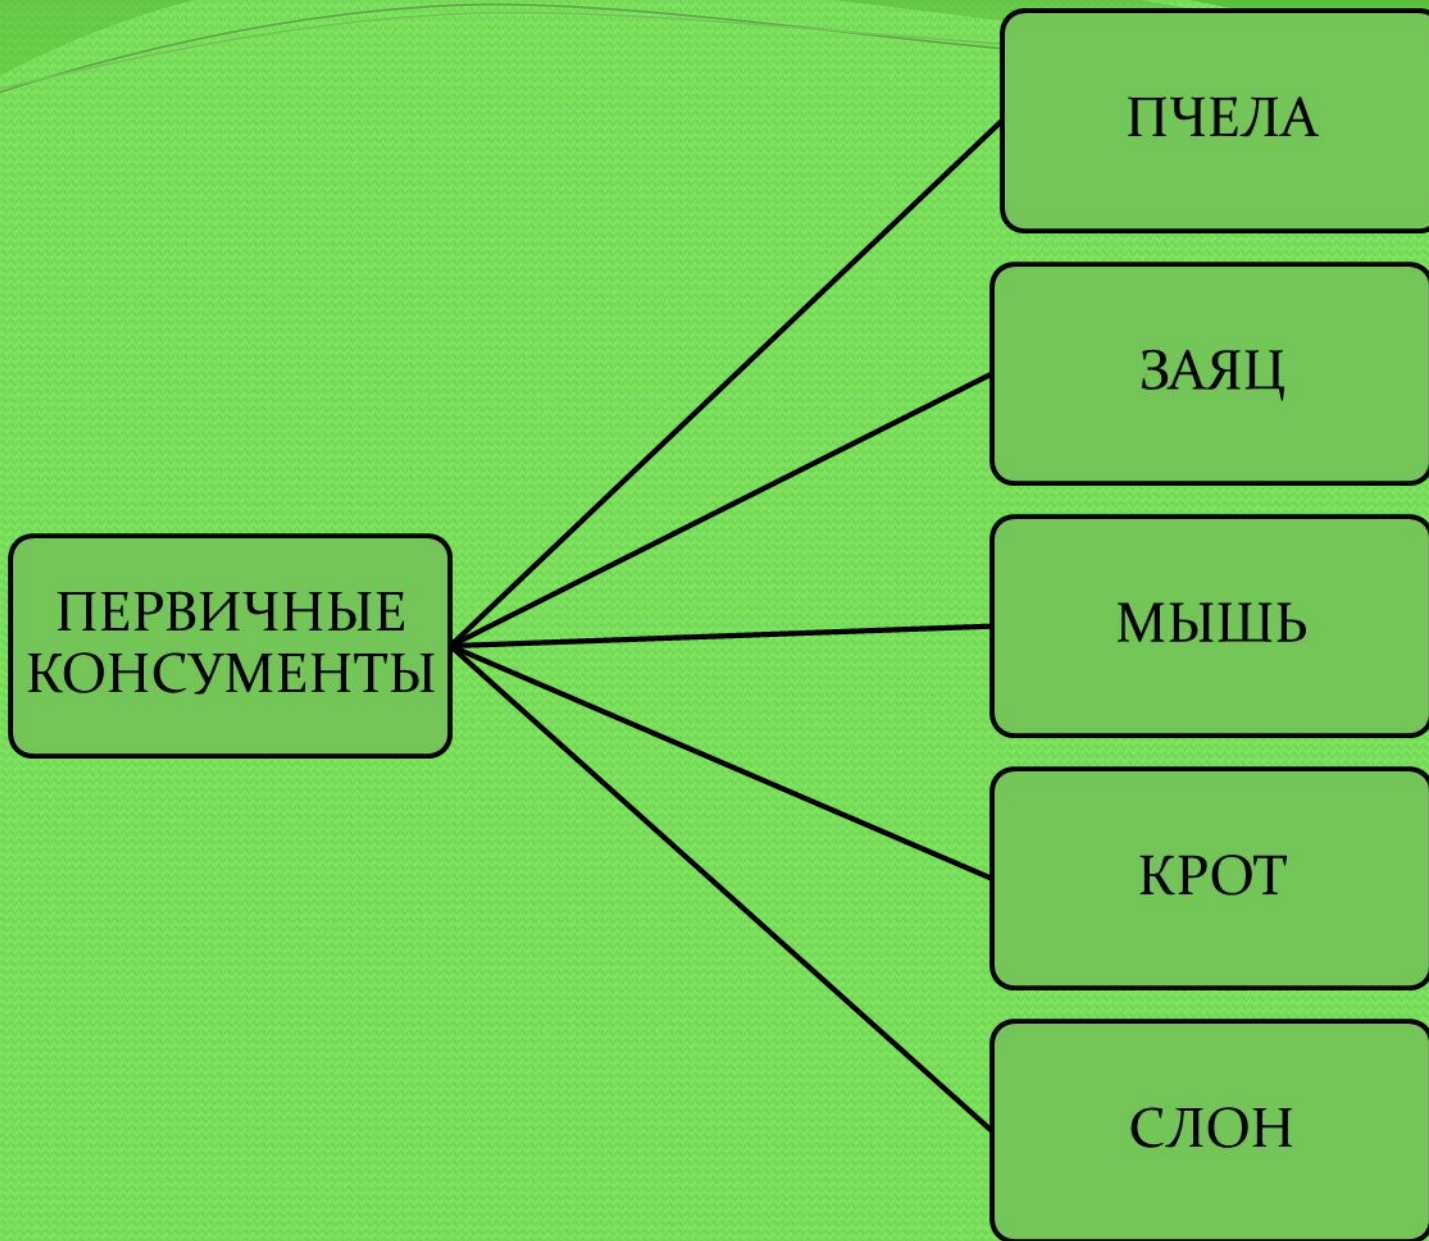 ПЧЕЛА
ЗАЯЦ
ПЕРВИЧНЫЕ
КОНСУМЕНТЫ
МЫШЬ
КРОТ
СЛОН